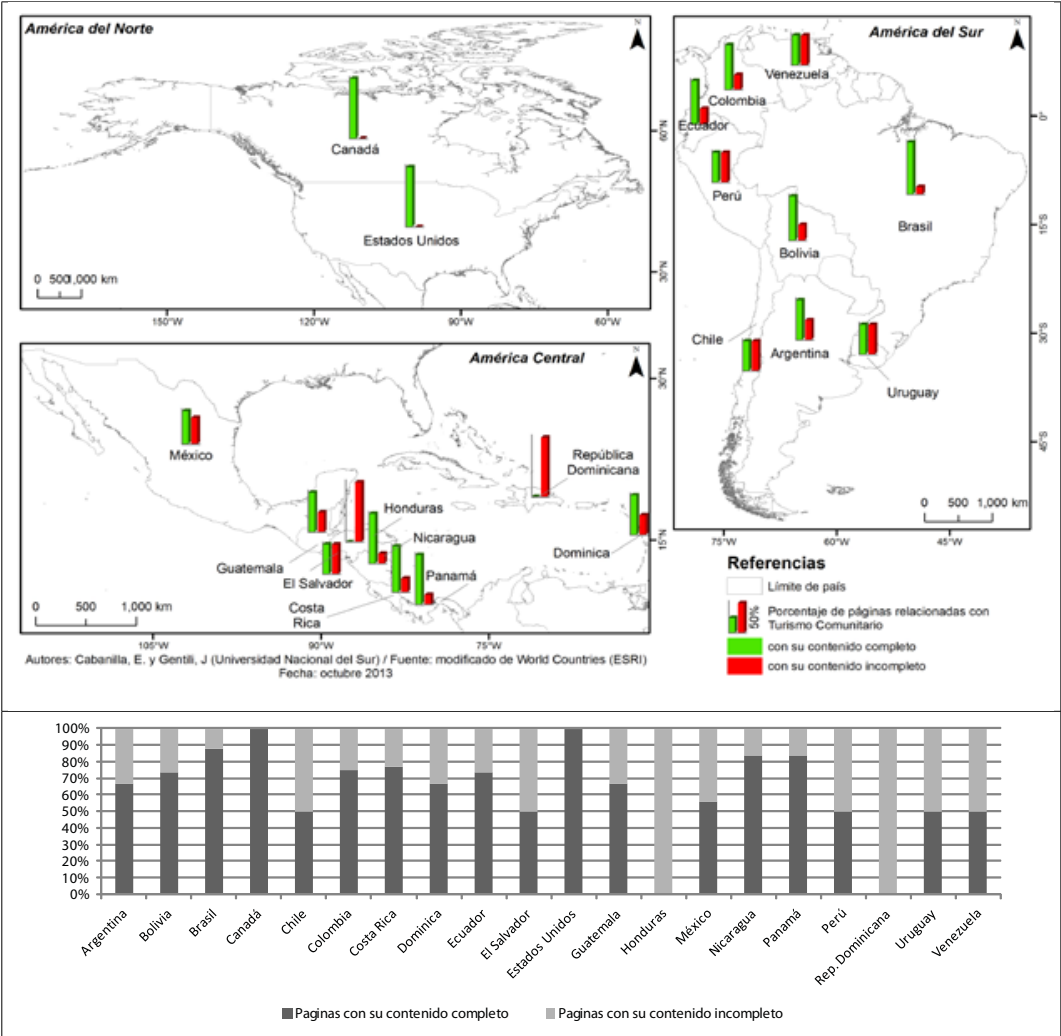 América del Norte
N
Canadá
Estados Unidos
0 500 1,000 km
60°N
30°N
150°W 120°W 90°W 60°W
América del Sur
N
Venezuela
Colombia
Ecuador
Perú
Brasil
Bolivia
Chile
Argentina
Uruguay
0°
15°S
30°S
45°S
0 500 1,000 km
75°W 60°W 45°W
América Central
N
30°N
México
República
Dominicana
Honduras
Nicaragua
Guatemala
El Salvador
Panamá
Costa
Rica
Dominica
15°N
0 500 1,000 km
105°W 90°W 75°W
Referencias
Límite de país
50%
Porcentaje de páginas relacionadas con
Turismo Comunitario
con su contenido completo
con su contenido incompleto
Autores: Cabanilla, E. y Gentili, J (Universidad Nacional del Sur) / Fuente: modificado de World Countries (ESRI)
Fecha: octubre 2013
100%
90%
80%
70%
60%
50%
40%
30%
20%
10%
0%
Argentina
Bolivia
Brasil
Canadá
Chile
Colombia
Costa Rica
Dominica
Ecuador
El Salvador
Estados Unidos
Guatemala
Honduras
México
Nicaragua
Panamá
Perú
Rep. Dominicana
Uruguay
Venezuela
Paginas con su contenido completo
Paginas con su contenido incompleto